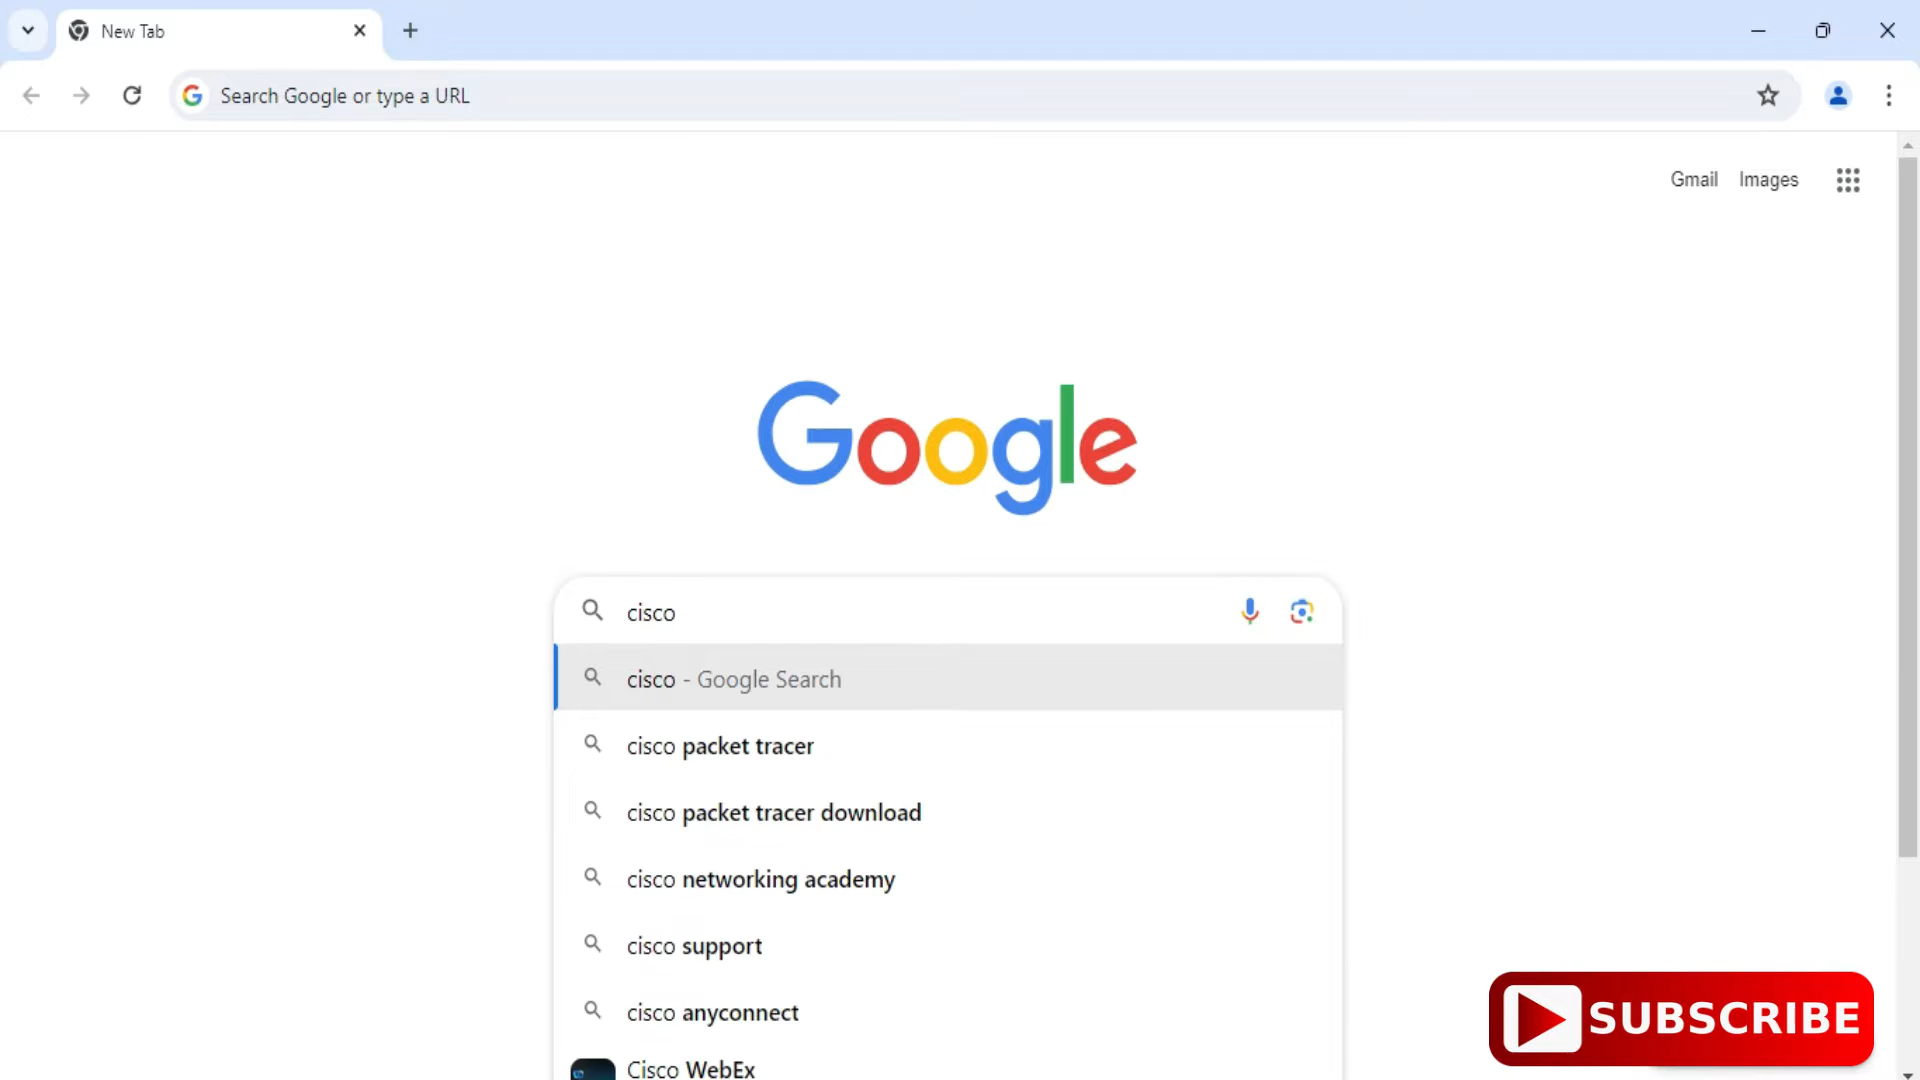 New Tab
Search Google or type a URL
Gmail Images
Google
cisco
cisco - Google Search
cisco packet tracer
cisco packet tracer download
cisco networking academy
cisco support
cisco anyconnect
Cisco WebEx
SUBSCRIBE